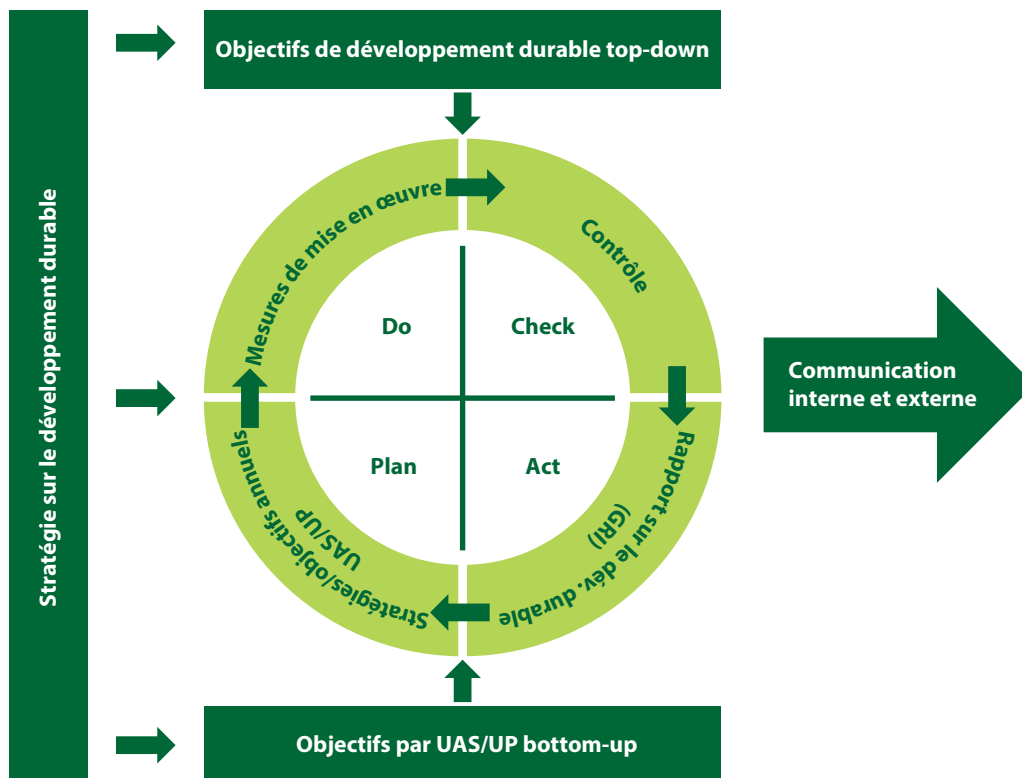 Stratégie sur le développement durable
Objectifs de développement durable top-down
Mesures de mise en œuvre
Contrôle
Do
Check
Communication
interne et externe
Plan
Act
Stratégies/objectifs annuels
UAS/UP
Rapport sur le dév. durable
(GRI)
Objectifs par UAS/UP bottom-up